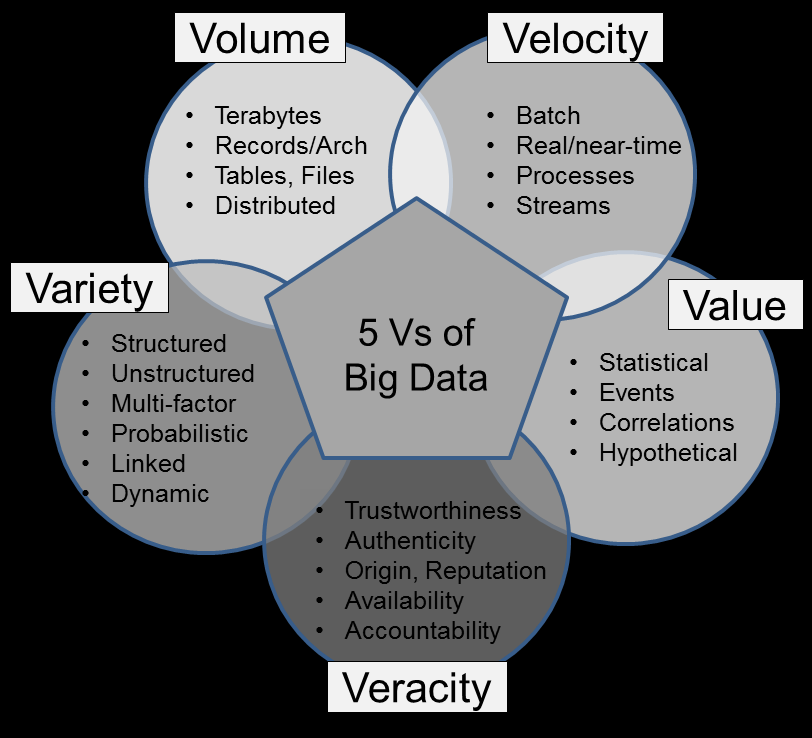 Volume
• Terabytes
• Records/Arch
• Tables, Files
• Distributed
Velocity
• Batch
• Real/near-time
• Processes
• Streams
Variety
• Structured
• Unstructured
• Multi-factor
• Probabilistic
• Linked
• Dynamic
5 Vs of
Big Data
Value
• Statistical
• Events
• Correlations
• Hypothetical
• Trustworthiness
• Authenticity
• Origin, Reputation
• Availability
• Accountability
Veracity